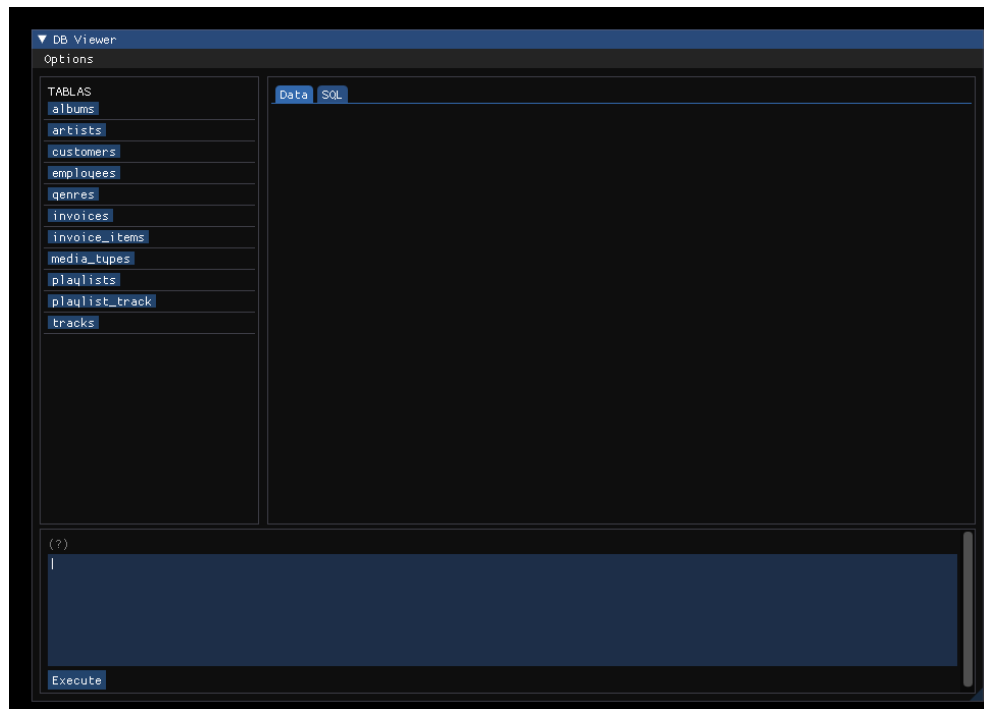 ▼ DB Viewer
Options
TABLAS
albums
artists
customers
employees
genres
invoices
invoice_items
media_types
playlists
playlist_track
tracks
Data SQL
(?)
Execute